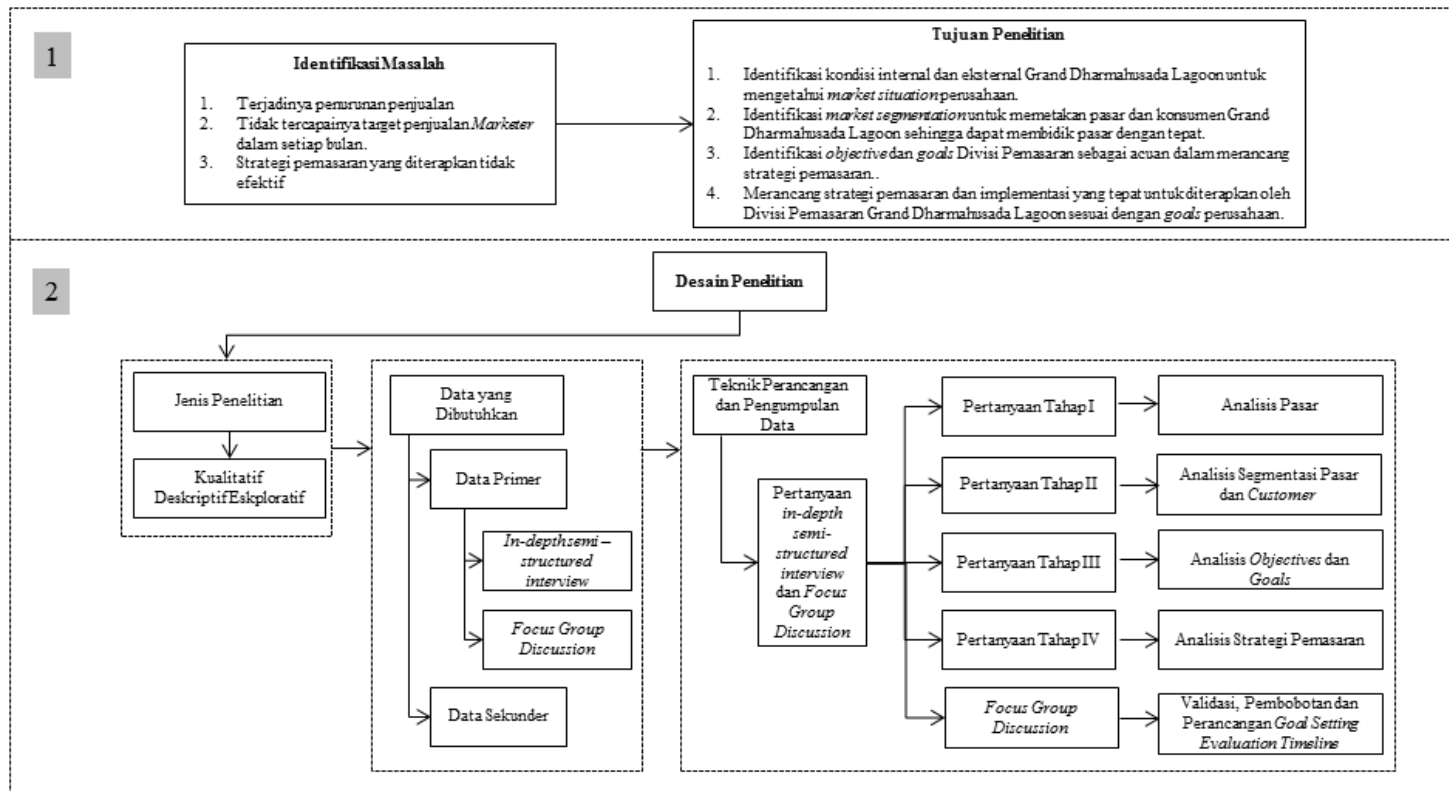 1
Identifikasi Masalah
1. Terjadinya penurunan penjualan
2. Tidak tercapainya target penjualan Marketer
dalam setiap bulan.
3. Strategi pemasaran yang diterapkan tidak
efektif
Tujuan Penelitian
1. Identifikasi kondisi internal dan eksternal Grand Dharmahusada Lagoon untuk
mengetahui market situation perusahaan.
2. Identifikasi market segmentation untuk memetakan pasar dan konsumen Grand
Dharmahusada Lagoon sehingga dapat membidik pasar dengan tepat.
3. Identifikasi objective dan goals Divisi Pemasaran sebagai acuan dalam merancang
strategi pemasaran..
4. Merancang strategi pemasaran dan implementasi yang tepat untuk diterapkan oleh
Divisi Pemasaran Grand Dharmahusada Lagoon sesuai dengan goals perusahaan.
2
Desain Penelitian
Jenis Penelitian
Kualitatif
Deskriptif Eskploratif
Data yang
Dibutuhkan
Data Primer
In-depth semi –
structured
interview
Focus Group
Discussion
Data Sekunder
Teknik Perancangan
dan Pengumpulan
Data
Pertanyaan
in-depth
semi-
structured
interview
dan Focus
Group
Discussion
Pertanyaan Tahap I
Analisis Pasar
Pertanyaan Tahap II
Analisis Segmentasi Pasar
dan Customer
Pertanyaan Tahap III
Analisis Objectives dan
Goals
Pertanyaan Tahap IV
Analisis Strategi Pemasaran
Focus Group
Discussion
Validasi, Pembobotan dan
Perancangan Goal Setting
Evaluation Timeline